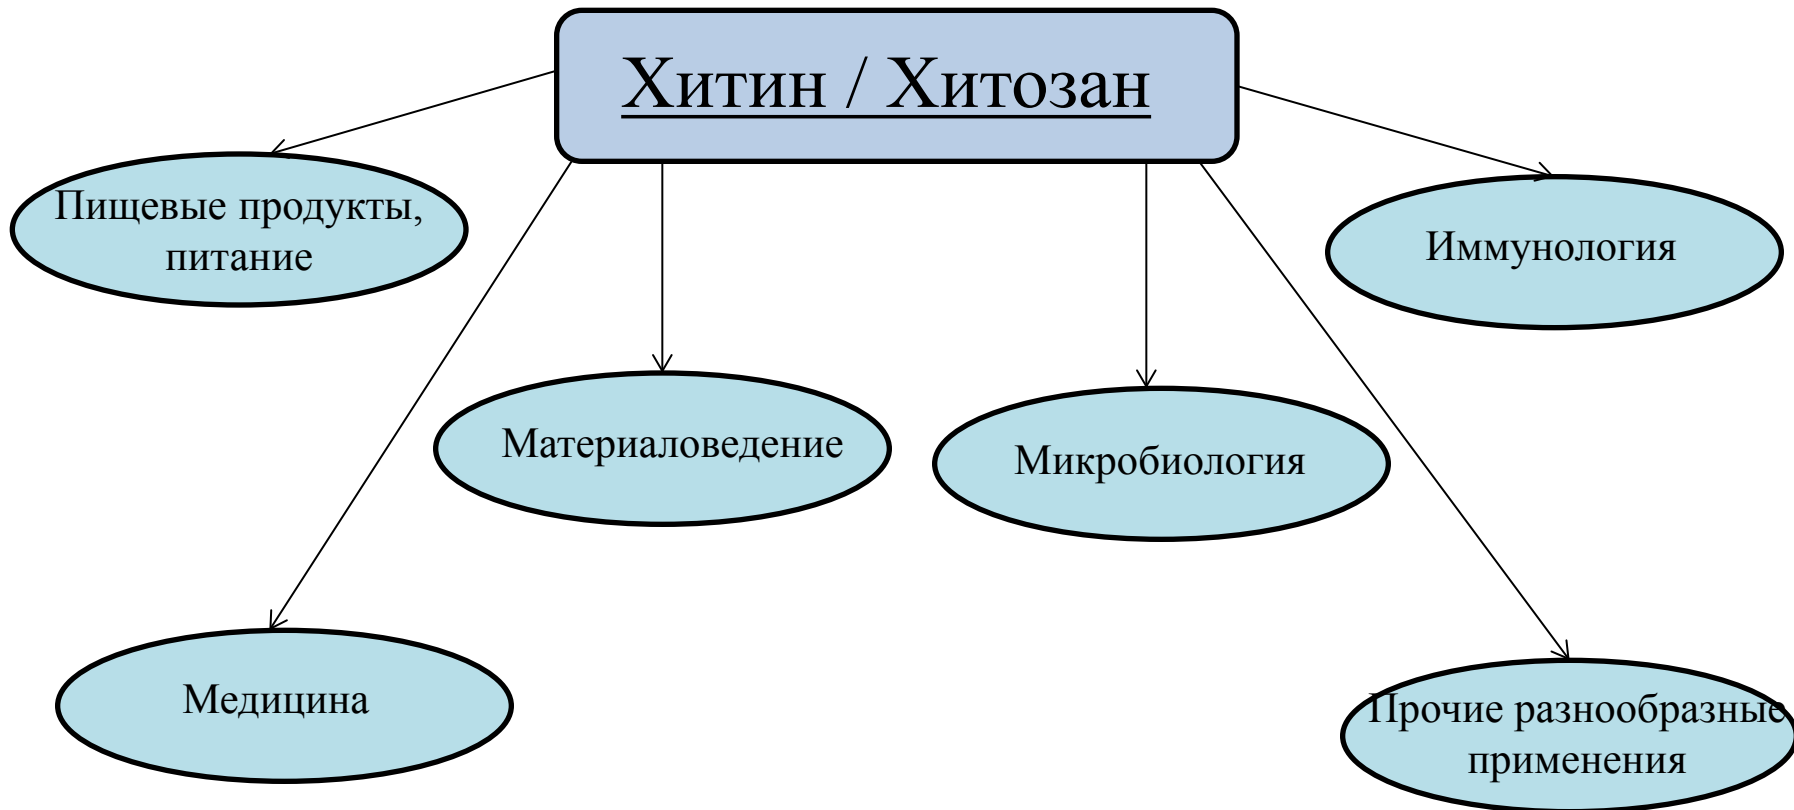 Хитин / Хитозан
Пищевые продукты,
питание
Иммунология
Материаловедение
Микробиология
Медицина
Прочие разнообразные
применения